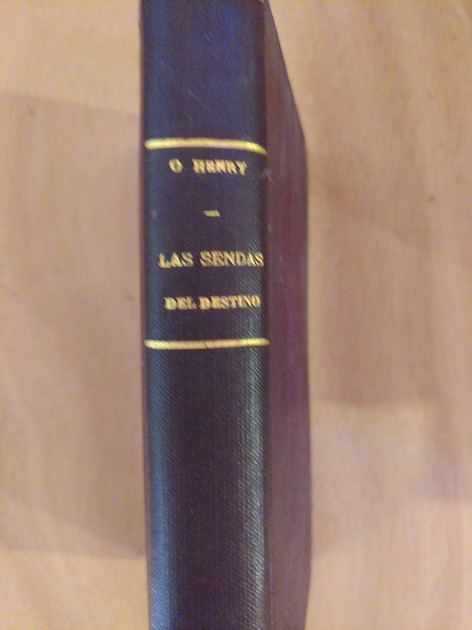 O HENRY
LAS SENDAS
DEL DESTINO